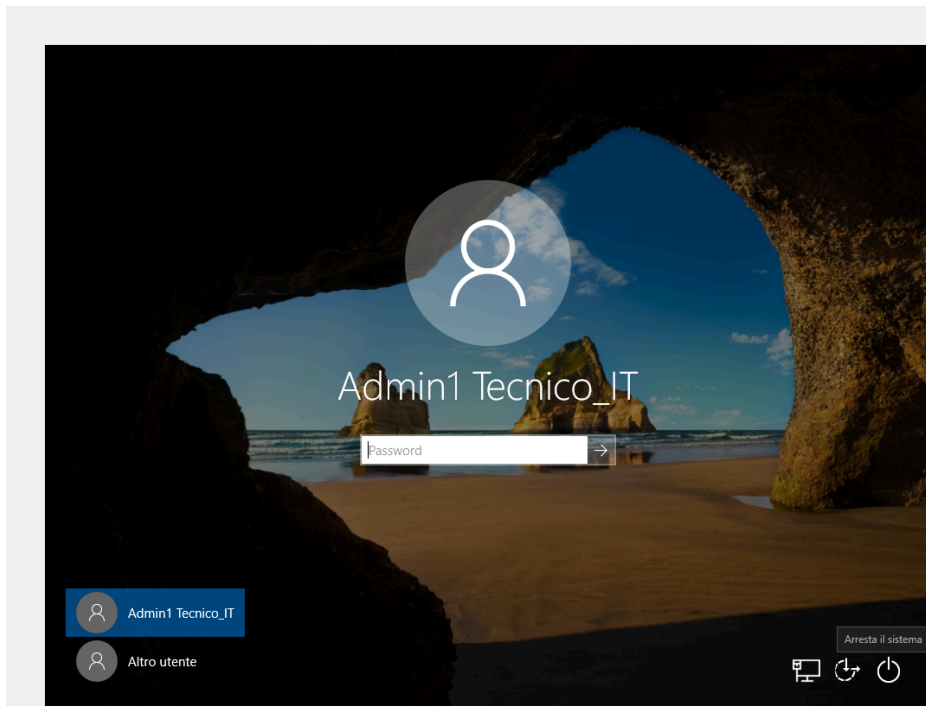 Admin1 Tecnico_IT
Password
Admin1 Tecnico_IT
Altro utente
Arresta il sistema